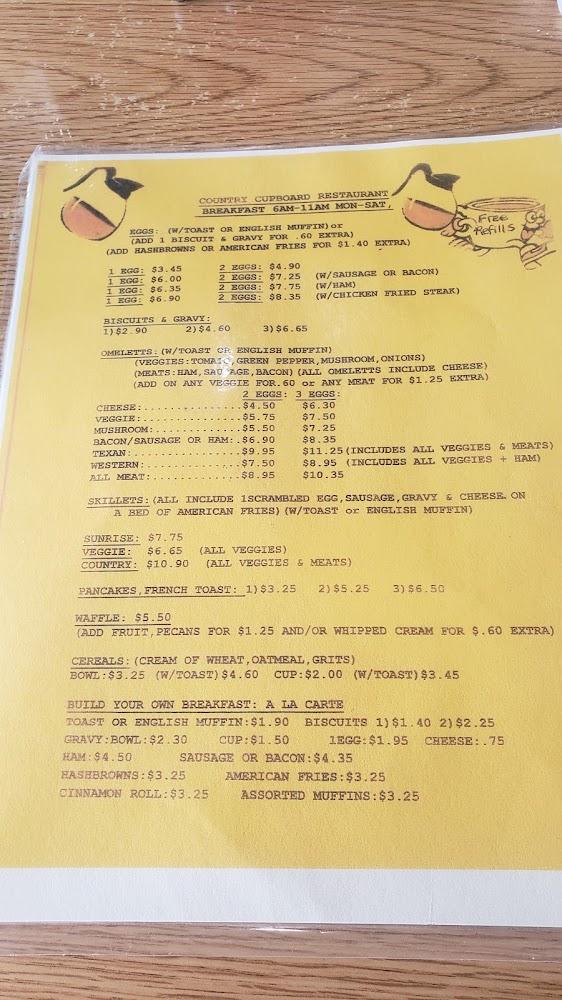 COUNTRY CUPBOARD RESTAURANT
BREAKFAST 6AM-11AM MON-SAT,
FREE Refills
EGGS: (W/TOAST OR ENGLISH MUFFIN) or
(ADD 1 BISCUIT & GRAVY FOR .60 EXTRA)
(ADD HASHBROWNS OR AMERICAN FRIES FOR $1.40 EXTRA)
1 EGG: $3.45 2 EGGS: $4.90
1 EGG: $6.00 2 EGGS: $7.25 (W/SAUSAGE OR BACON)
1 EGG: $6.35 2 EGGS: $7.75 (W/HAM)
1 EGG: $6.90 2 EGGS: $8.35 (W/CHICKEN FRIED STEAK)
BISCUITS & GRAVY:
1)$2.90 2)$4.60 3)$6.65
OMELETTS: (W/TOAST OR ENGLISH MUFFIN)
(VEGGIES:TOMATO,GREEN PEPPER,MUSHROOM,ONIONS)
(MEATS:HAM,SAUSAGE,BACON) (ALL OMELETTS INCLUDE CHEESE)
(ADD ON ANY VEGGIE FOR.60 or ANY MEAT FOR $1.25 EXTRA)
2 EGGS: 3 EGGS:
CHEESE:..............$4.50 $6.30
VEGGIE:..............$5.75 $7.50
MUSHROOM:............$5.50 $7.25
BACON/SAUSAGE OR HAM:.$6.90 $8.35
TEXAN:...............$9.95 $11.25(INCLUDES ALL VEGGIES & MEATS)
WESTERN:.............$7.50 $8.95 (INCLUDES ALL VEGGIES + HAM)
ALL MEAT:............$8.95 $10.35
SKILLETS: (ALL INCLUDE 1SCRAMBLED EGG,SAUSAGE,GRAVY & CHEESE ON
A BED OF AMERICAN FRIES) (W/TOAST or ENGLISH MUFFIN)
SUNRISE: $7.75
VEGGIE: $6.65 (ALL VEGGIES)
COUNTRY: $10.90 (ALL VEGGIES & MEATS)
PANCAKES,FRENCH TOAST: 1)$3.25 2)$5.25 3)$6.50
WAFFLE: $5.50
(ADD FRUIT,PECANS FOR $1.25 AND/OR WHIPPED CREAM FOR $.60 EXTRA)
CEREALS: (CREAM OF WHEAT,OATMEAL,GRITS)
BOWL:$3.25 (W/TOAST)$4.60 CUP:$2.00 (W/TOAST)$3.45
BUILD YOUR OWN BREAKFAST: A LA CARTE
TOAST OR ENGLISH MUFFIN:$1.90 BISCUITS 1)$1.40 2)$2.25
GRAVY:BOWL:$2.30 CUP:$1.50 1EGG:$1.95 CHEESE:.75
HAM:$4.50 SAUSAGE OR BACON:$4.35
HASHBROWNS:$3.25 AMERICAN FRIES:$3.25
CINNAMON ROLL:$3.25 ASSORTED MUFFINS:$3.25